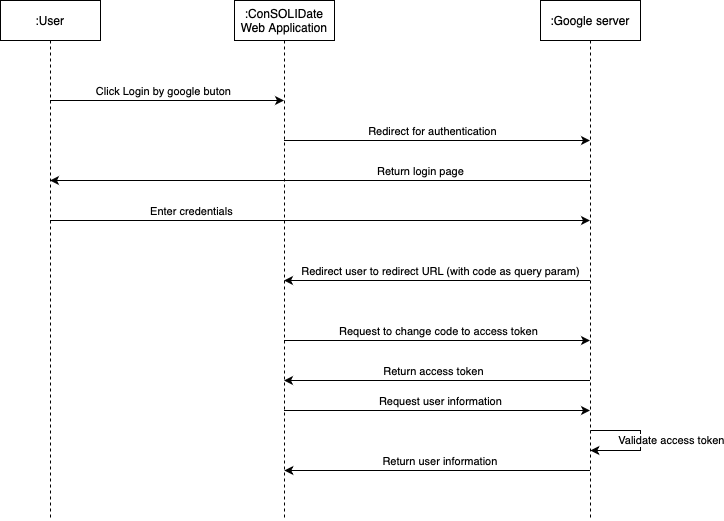 :User
:ConSOLIDate
Web Application
:Google server
Click Login by google buton
Redirect for authentication
Return login page
Enter credentials
Redirect user to redirect URL (with code as query param)
Request to change code to access token
Return access token
Request user information
Validate access token
Return user information